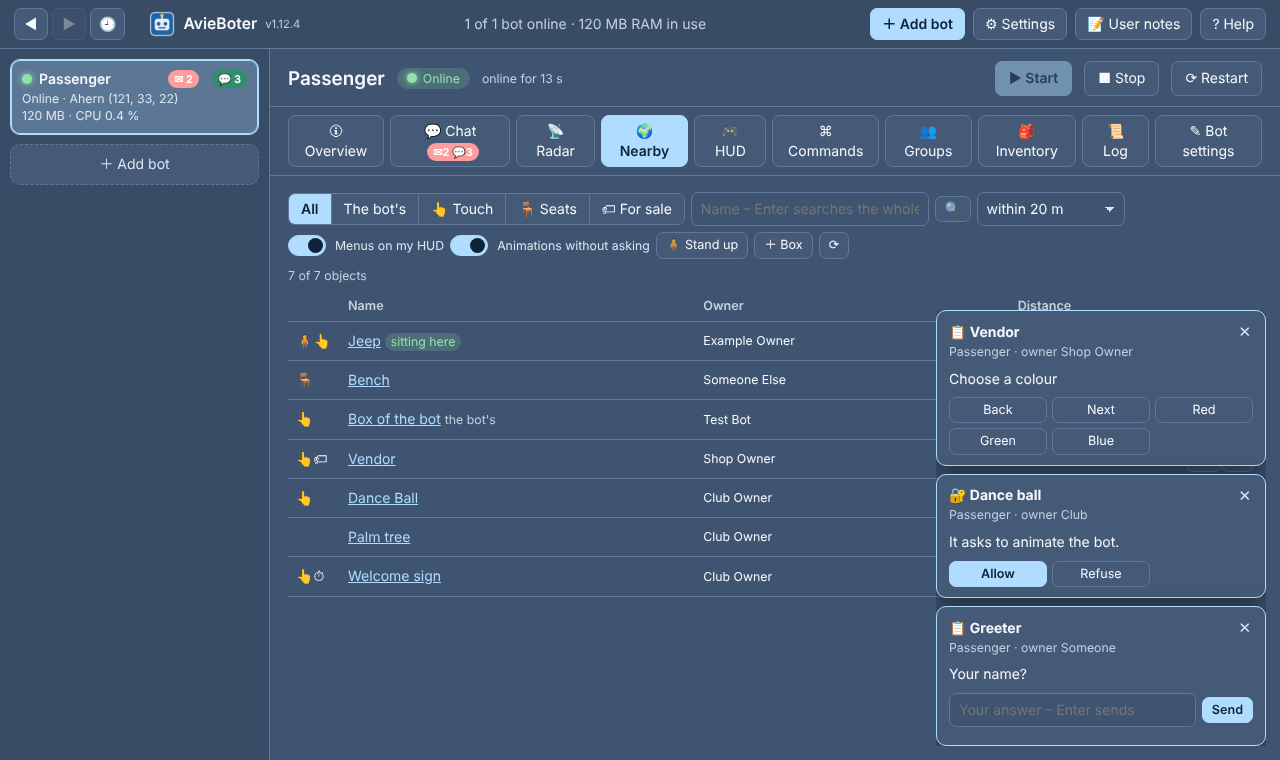 AvieBoter v1.12.4
1 of 1 bot online · 120 MB RAM in use
+ Add bot
Settings
User notes
? Help
Passenger
2
3
Online · Ahern (121, 33, 22)
120 MB · CPU 0.4 %
+ Add bot
Passenger
Online
online for 13 s
Start
Stop
Restart
Overview
Chat
2 3
Radar
Nearby
HUD
Commands
Groups
Inventory
Log
Bot settings
All
The bot's
Touch
Seats
For sale
Name – Enter searches the whole
within 20 m
Menus on my HUD
Animations without asking
Stand up
+ Box
7 of 7 objects
Name Owner Distance
Jeep sitting here Example Owner
Bench Someone Else
Box of the bot the bot's Test Bot
Vendor Shop Owner
Dance Ball Club Owner
Palm tree Club Owner
Welcome sign Club Owner
Vendor
Passenger · owner Shop Owner
Choose a colour
Back Next Red
Green Blue
Dance ball
Passenger · owner Club
It asks to animate the bot.
Allow Refuse
Greeter
Passenger · owner Someone
Your name?
Your answer – Enter sends
Send